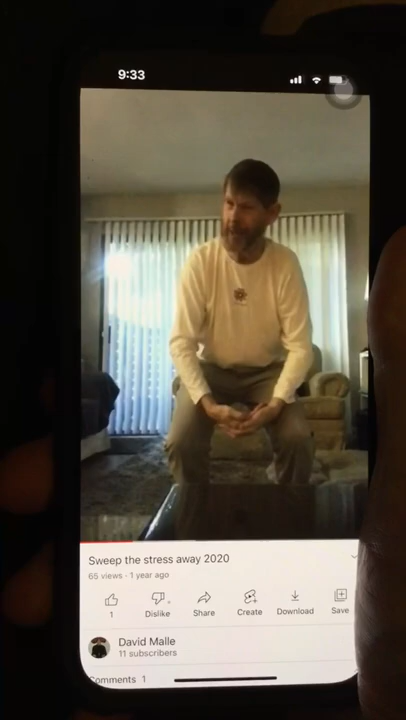 9:33
Sweep the stress away 2020
65 views · 1 year ago
1
Dislike
Share
Create
Download
Save
David Malle
11 subscribers
Comments 1